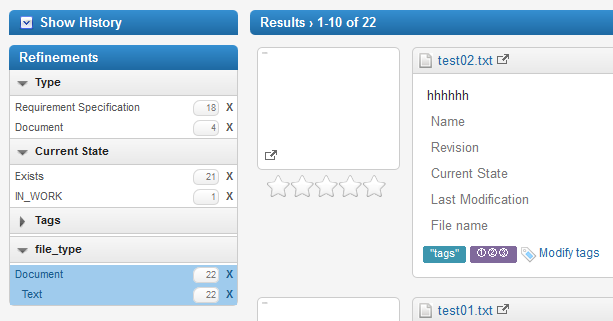 Show History
Refinements
Type
Requirement Specification 18 X
Document 4 X
Current State
Exists 21 X
IN_WORK 1 X
Tags
file_type
Document 22 X
Text 22 X
Results › 1-10 of 22
test02.txt
hhhhhh
Name
Revision
Current State
Last Modification
File name
"tags" ①②③ Modify tags
test01.txt